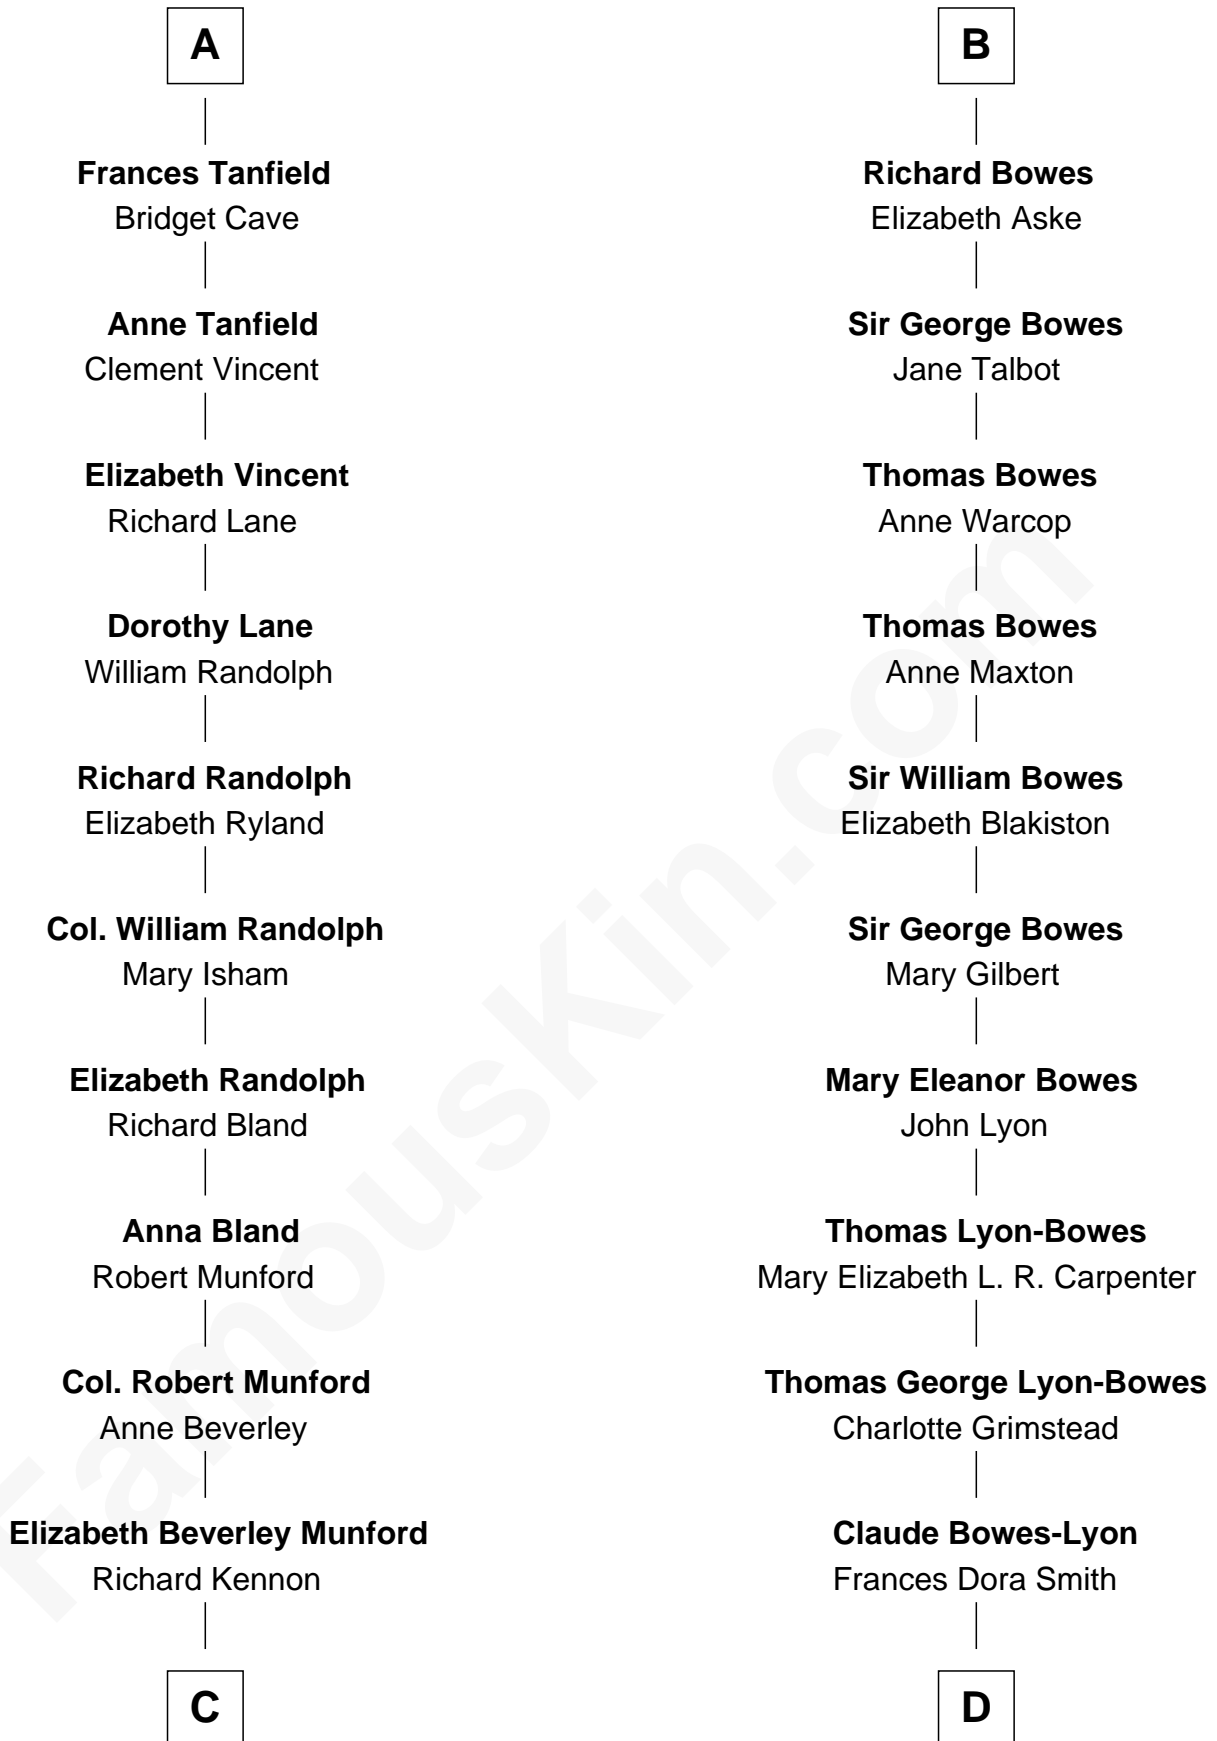 A
Frances Tanfield
Bridget Cave
Anne Tanfield
Clement Vincent
Elizabeth Vincent
Richard Lane
Dorothy Lane
William Randolph
Richard Randolph
Elizabeth Ryland
Col. William Randolph
Mary Isham
Elizabeth Randolph
Richard Bland
Anna Bland
Robert Munford
Col. Robert Munford
Anne Beverley
Elizabeth Beverley Munford
Richard Kennon
C
B
Richard Bowes
Elizabeth Aske
Sir George Bowes
Jane Talbot
Thomas Bowes
Anne Warcop
Thomas Bowes
Anne Maxton
Sir William Bowes
Elizabeth Blakiston
Sir George Bowes
Mary Gilbert
Mary Eleanor Bowes
John Lyon
Thomas Lyon-Bowes
Mary Elizabeth L. R. Carpenter
Thomas George Lyon-Bowes
Charlotte Grimstead
Claude Bowes-Lyon
Frances Dora Smith
D
FamousKin.com